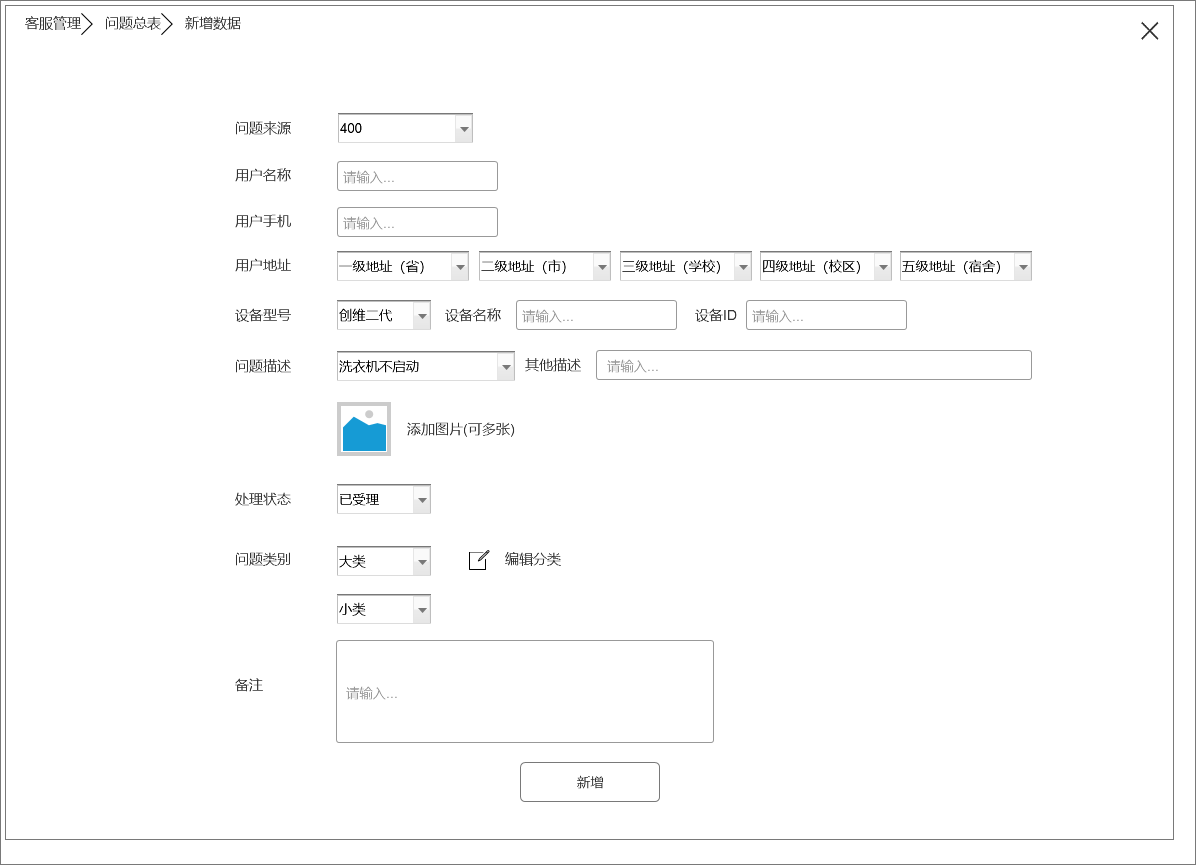 客服管理 问题总表 新增数据
问题来源 400
用户名称 请输入...
用户手机 请输入...
用户地址 一级地址（省） 二级地址（市） 三级地址（学校） 四级地址（校区） 五级地址（宿舍）
设备型号 创维二代 设备名称 请输入... 设备ID 请输入...
问题描述 洗衣机不启动 其他描述 请输入...
添加图片(可多张)
处理状态 已受理
问题类别 大类 编辑分类
小类
备注 请输入...
新增